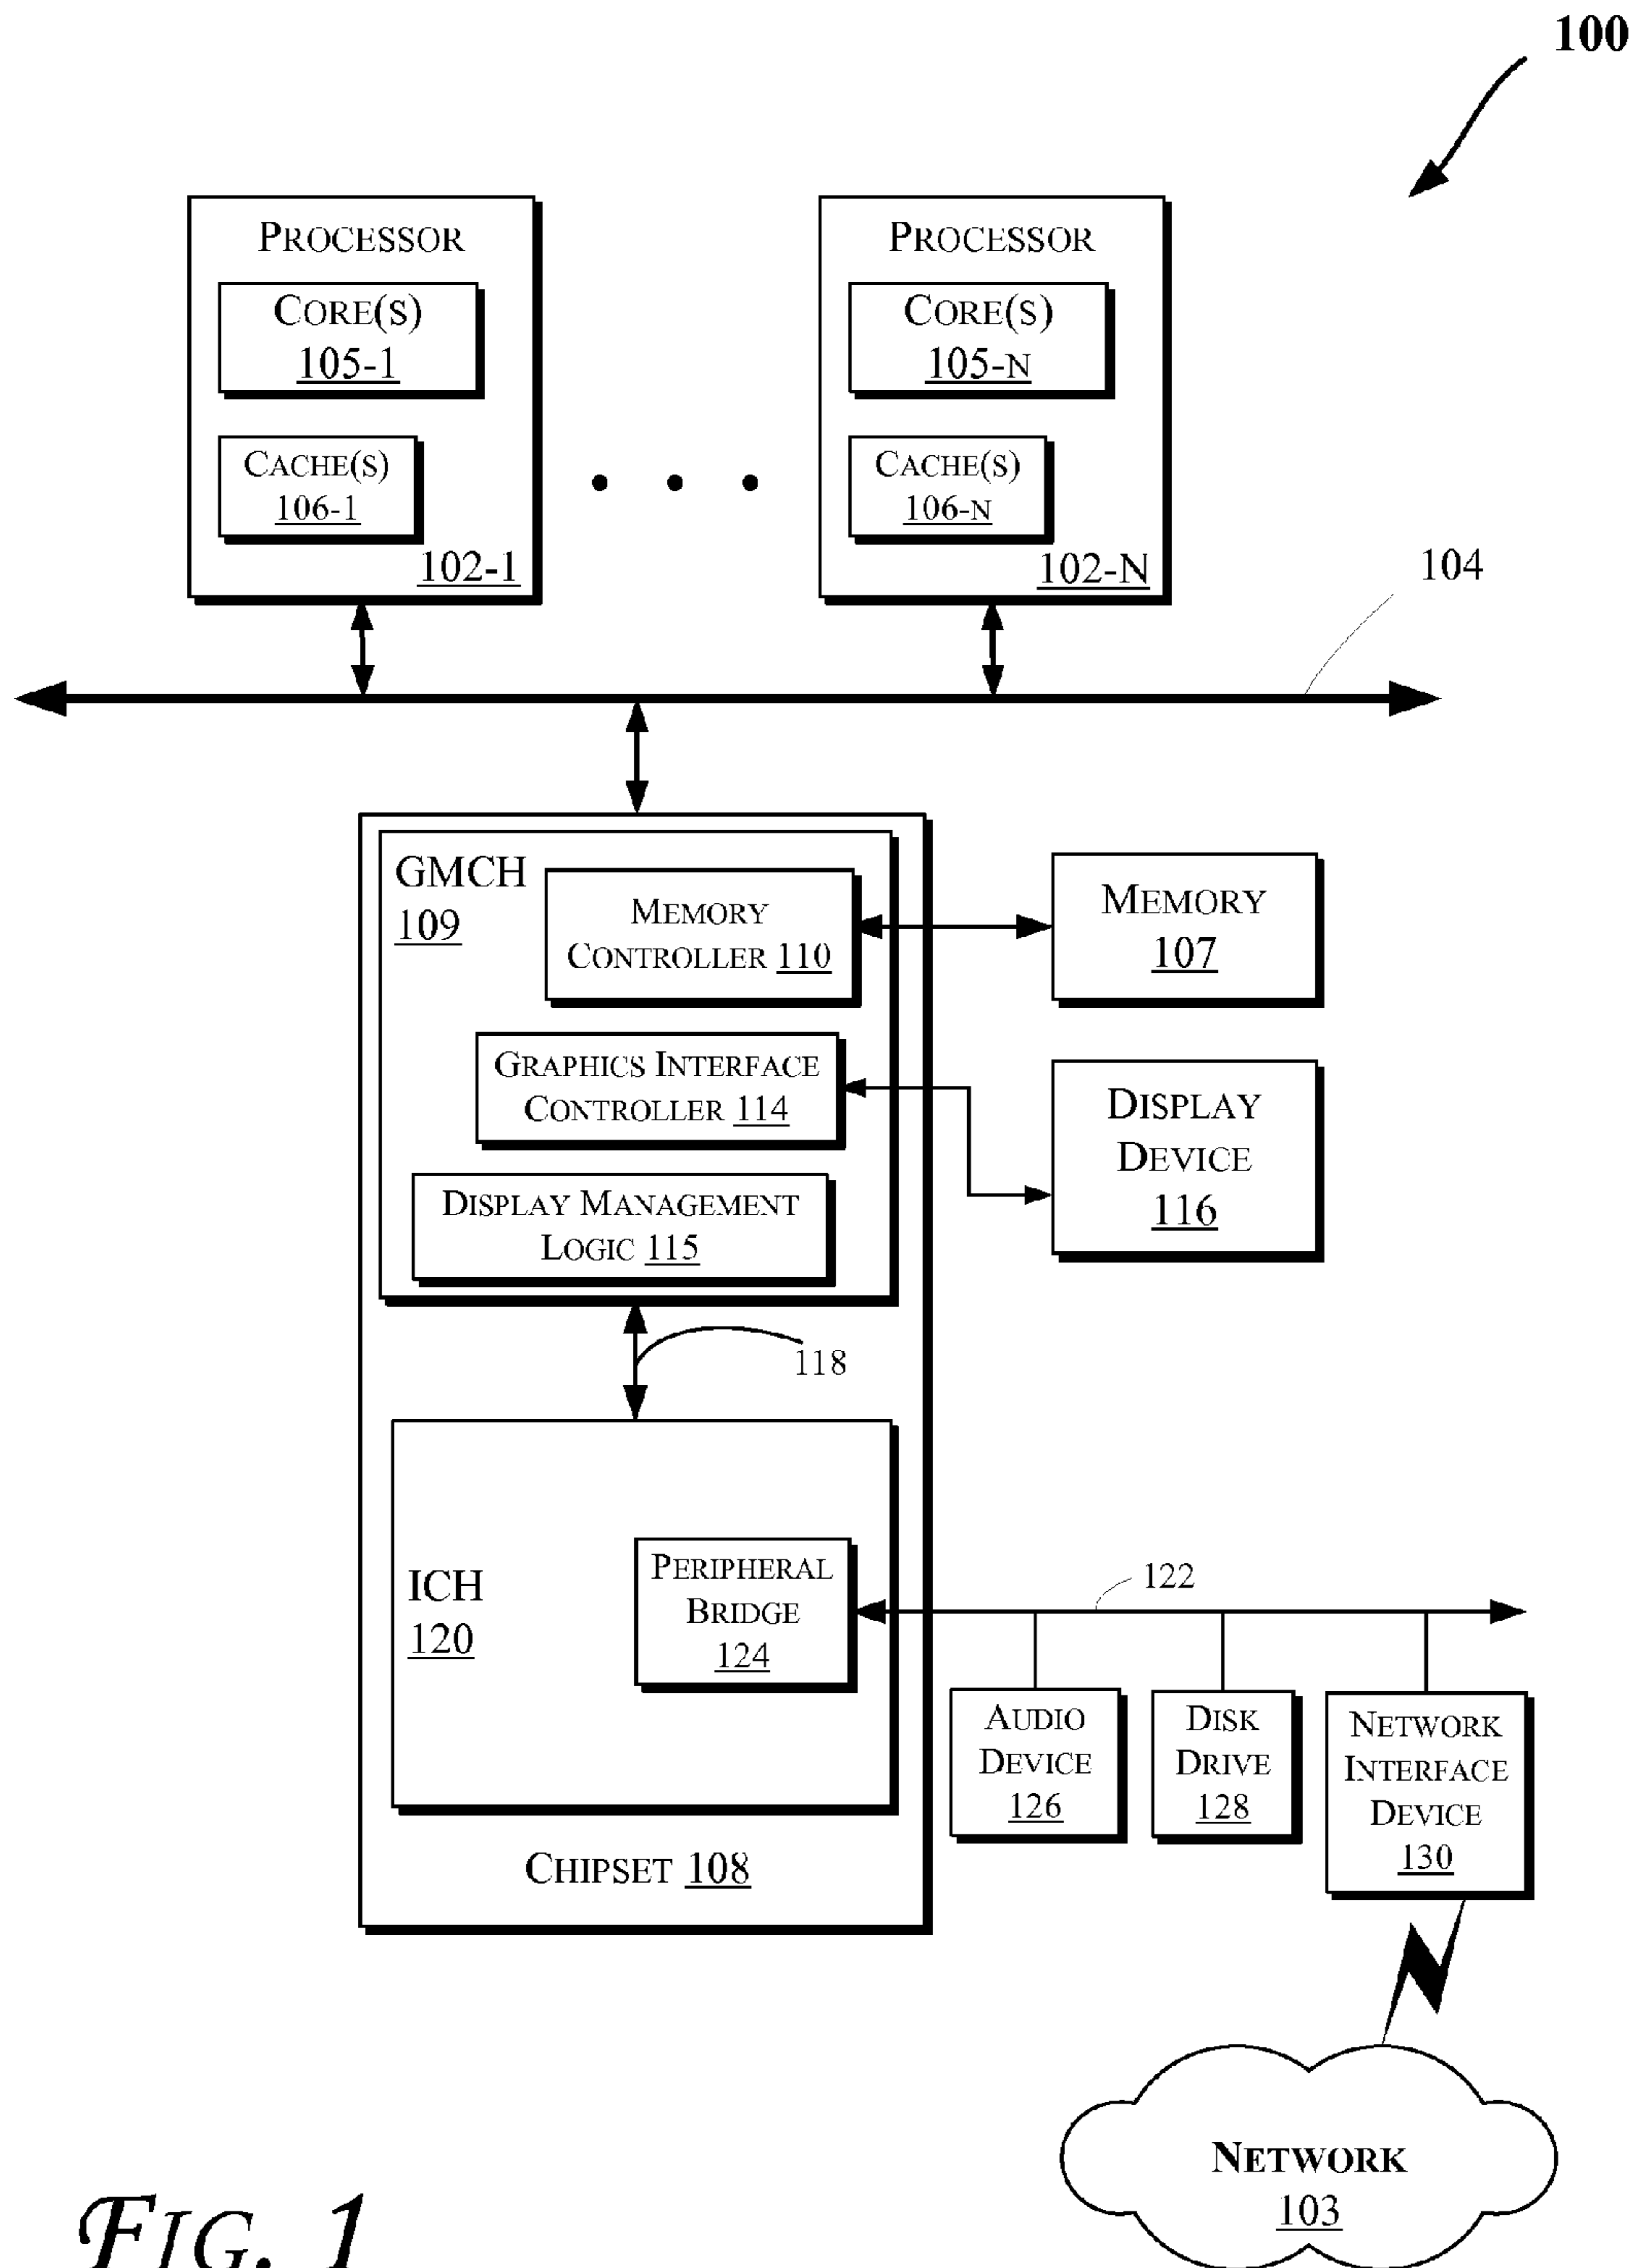 100
PROCESSOR
CORE(S)
105-1
CACHE(S)
106-1
102-1
PROCESSOR
CORE(S)
105-N
CACHE(S)
106-N
102-N
104
GMCH
109
MEMORY
CONTROLLER 110
MEMORY
107
GRAPHICS INTERFACE
CONTROLLER 114
DISPLAY
DEVICE
116
DISPLAY MANAGEMENT
LOGIC 115
118
ICH
120
PERIPHERAL
BRIDGE
124
122
AUDIO
DEVICE
126
DISK
DRIVE
128
NETWORK
INTERFACE
DEVICE
130
CHIPSET 108
NETWORK
103
FIG. 1